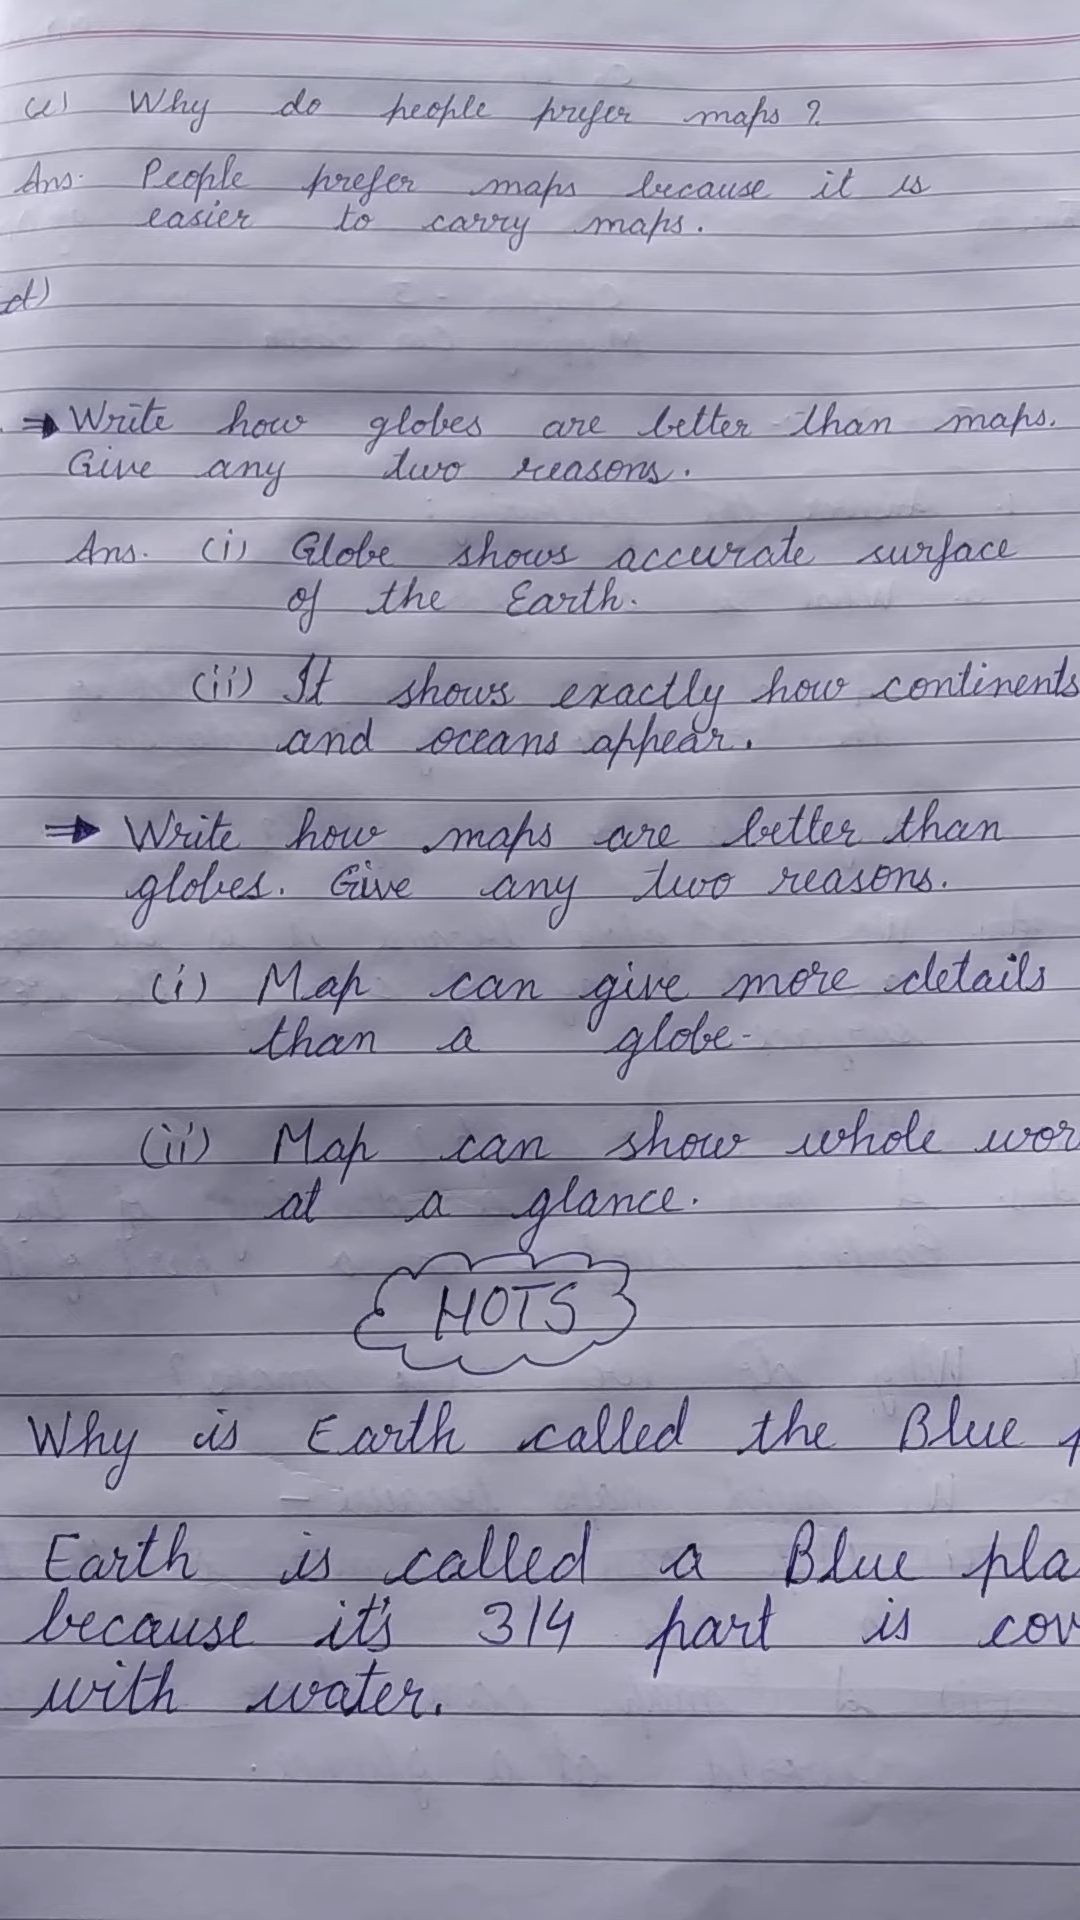 Why do people prefer maps?
Ans. People prefer maps because it is
easier to carry maps.
d)
⇒ Write how globes are better than maps.
Give any two reasons.
Ans. (i) Globe shows accurate surface
of the Earth.
(ii) It shows exactly how continents
and oceans appear.
⇒ Write how maps are better than
globes. Give any two reasons.
(i) Map can give more details
than a globe.
(ii) Map can show whole wor
at a glance.
HOTS
Why is Earth called the Blue
Earth is called a Blue pla
because it's 3/4 part is cov
with water.